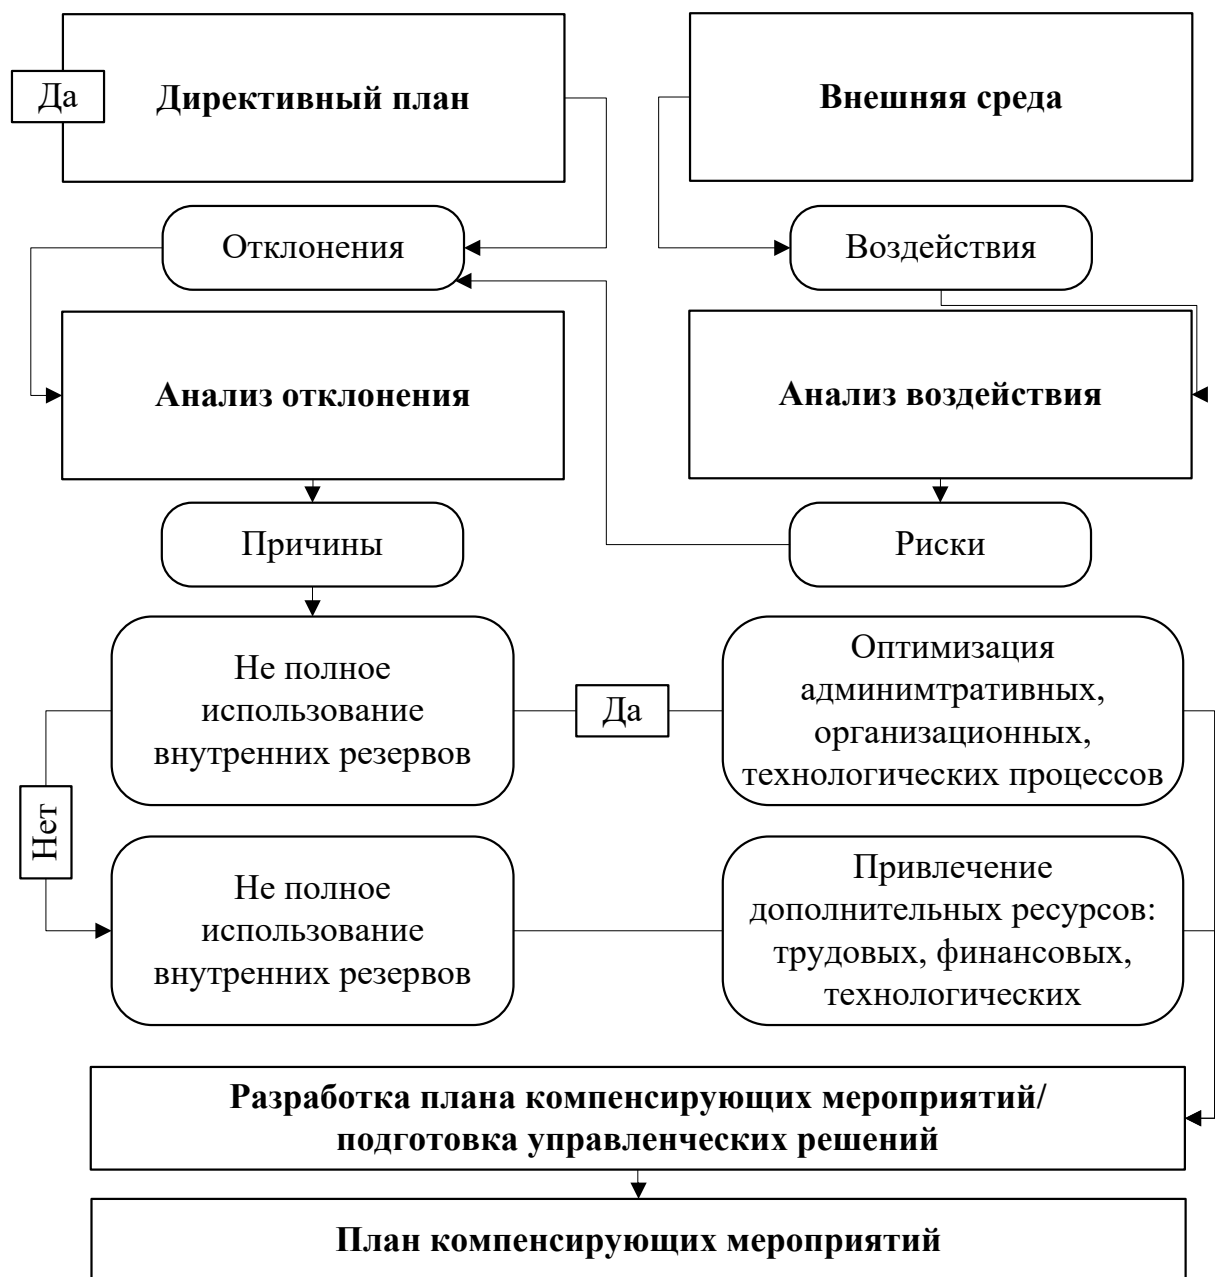 Да
Директивный план
Внешняя среда
Отклонения
Воздействия
Анализ отклонения
Анализ воздействия
Причины
Риски
Не полное
использование
внутренних резервов
Да
Оптимизация
админимтративных,
организационных,
технологических процессов
Нет
Не полное
использование
внутренних резервов
Привлечение
дополнительных ресурсов:
трудовых, финансовых,
технологических
Разработка плана компенсирующих мероприятий/
подготовка управленческих решений
План компенсирующих мероприятий